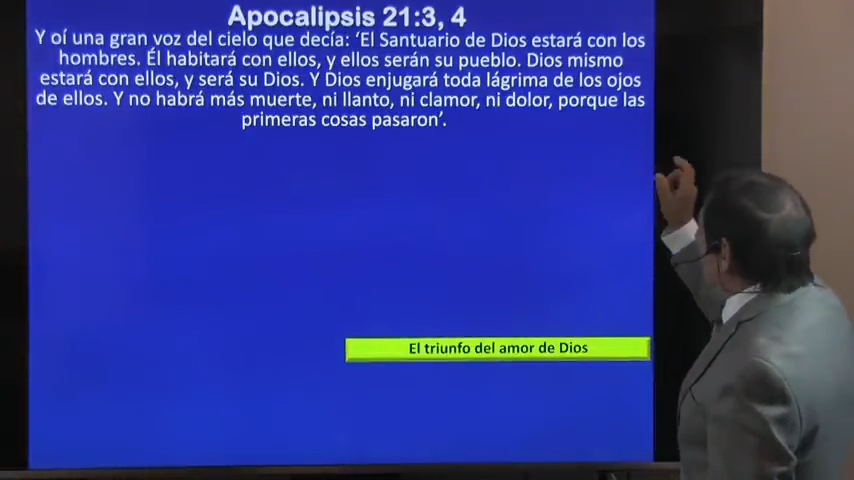 Apocalipsis 21:3, 4
Y oí una gran voz del cielo que decía: ‘El Santuario de Dios estará con los
hombres. Él habitará con ellos, y ellos serán su pueblo. Dios mismo
estará con ellos, y será su Dios. Y Dios enjugará toda lágrima de los ojos
de ellos. Y no habrá más muerte, ni llanto, ni clamor, ni dolor, porque las
primeras cosas pasaron’.
El triunfo del amor de Dios